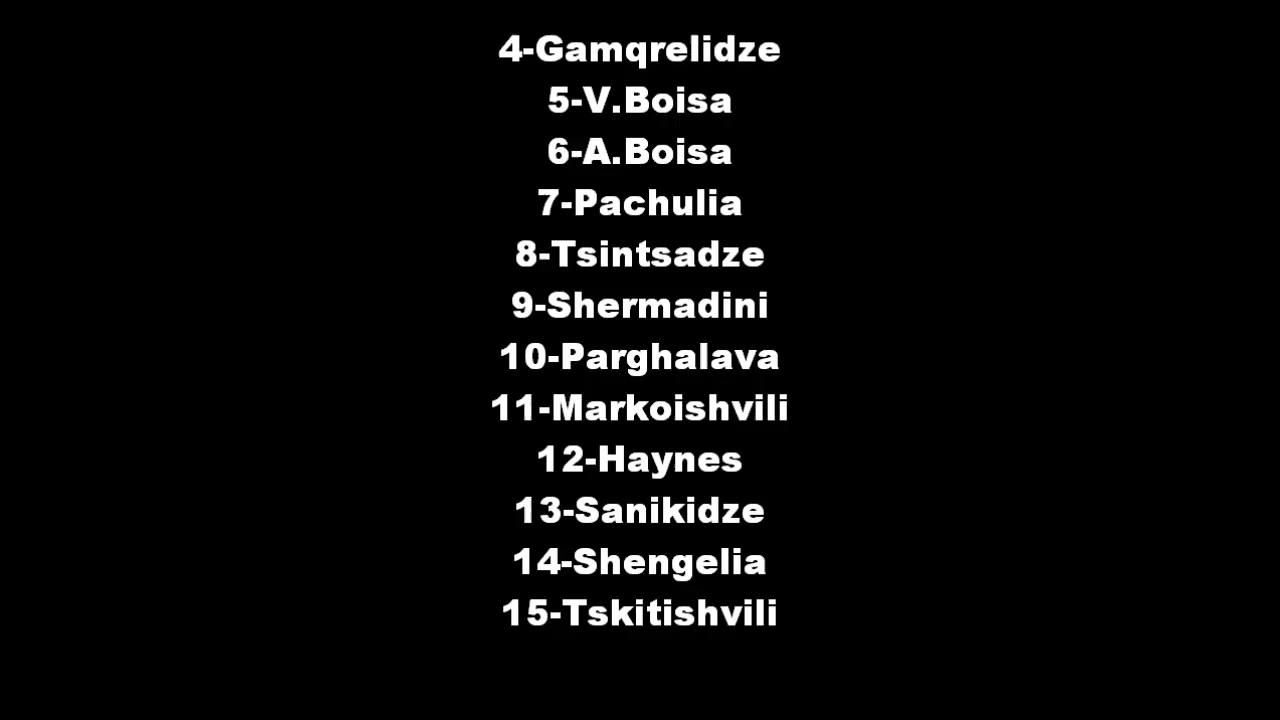 4-Gamqrelidze
5-V.Boisa
6-A.Boisa
7-Pachulia
8-Tsintsadze
9-Shermadini
10-Parghalava
11-Markoishvili
12-Haynes
13-Sanikidze
14-Shengelia
15-Tskitishvili